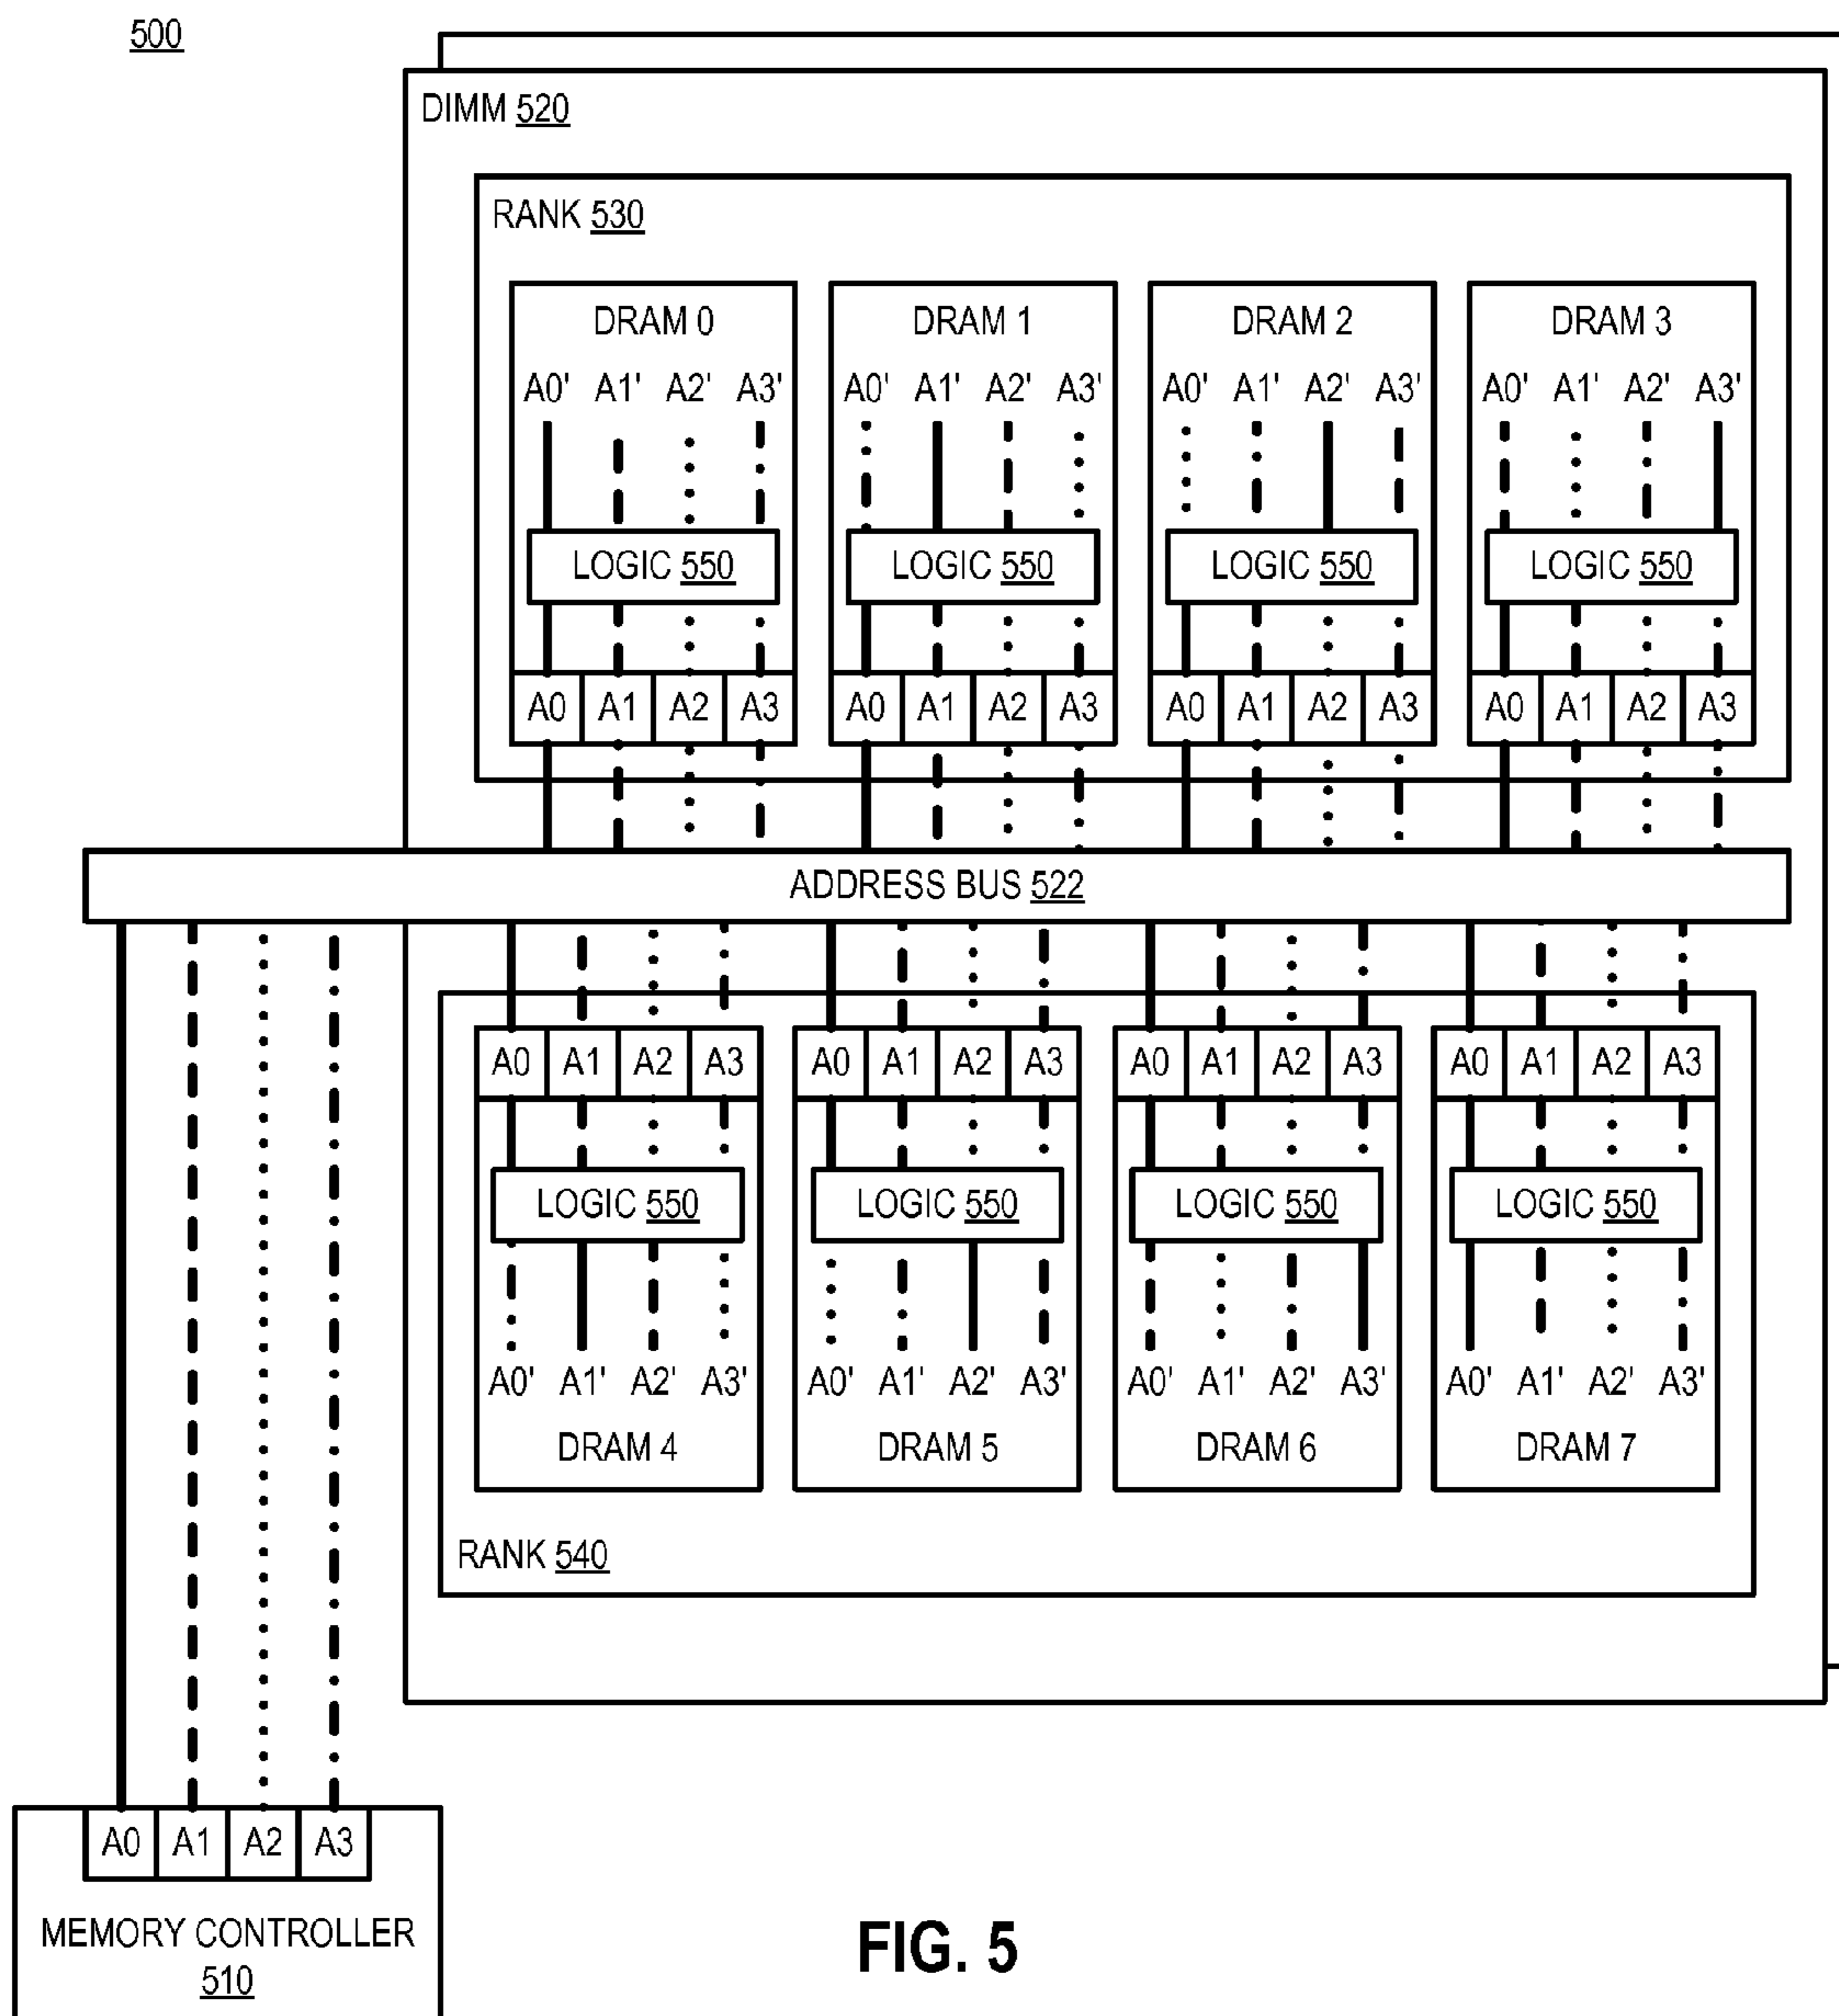 500
DIMM 520
RANK 530
DRAM 0 DRAM 1 DRAM 2 DRAM 3
A0' A1' A2' A3' A0' A1' A2' A3' A0' A1' A2' A3' A0' A1' A2' A3'
LOGIC 550 LOGIC 550 LOGIC 550 LOGIC 550
A0 A1 A2 A3 A0 A1 A2 A3 A0 A1 A2 A3 A0 A1 A2 A3
ADDRESS BUS 522
A0 A1 A2 A3 A0 A1 A2 A3 A0 A1 A2 A3 A0 A1 A2 A3
LOGIC 550 LOGIC 550 LOGIC 550 LOGIC 550
A0' A1' A2' A3' A0' A1' A2' A3' A0' A1' A2' A3' A0' A1' A2' A3'
DRAM 4 DRAM 5 DRAM 6 DRAM 7
RANK 540
A0 A1 A2 A3
MEMORY CONTROLLER
510
FIG. 5